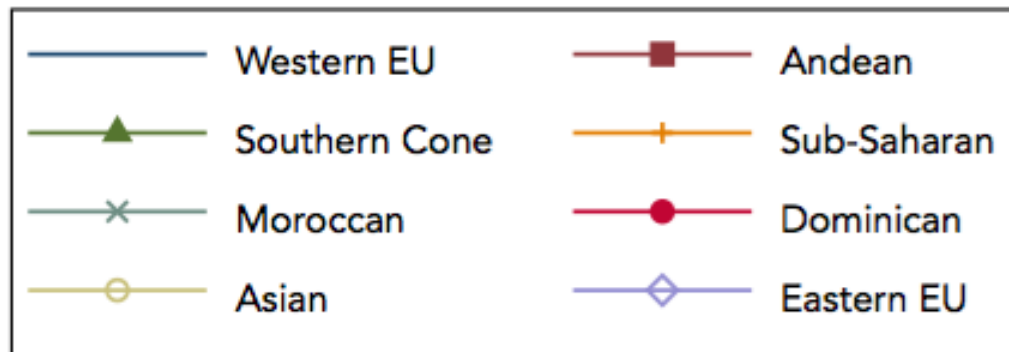 Western EU Andean
Southern Cone Sub-Saharan
Moroccan Dominican
Asian Eastern EU